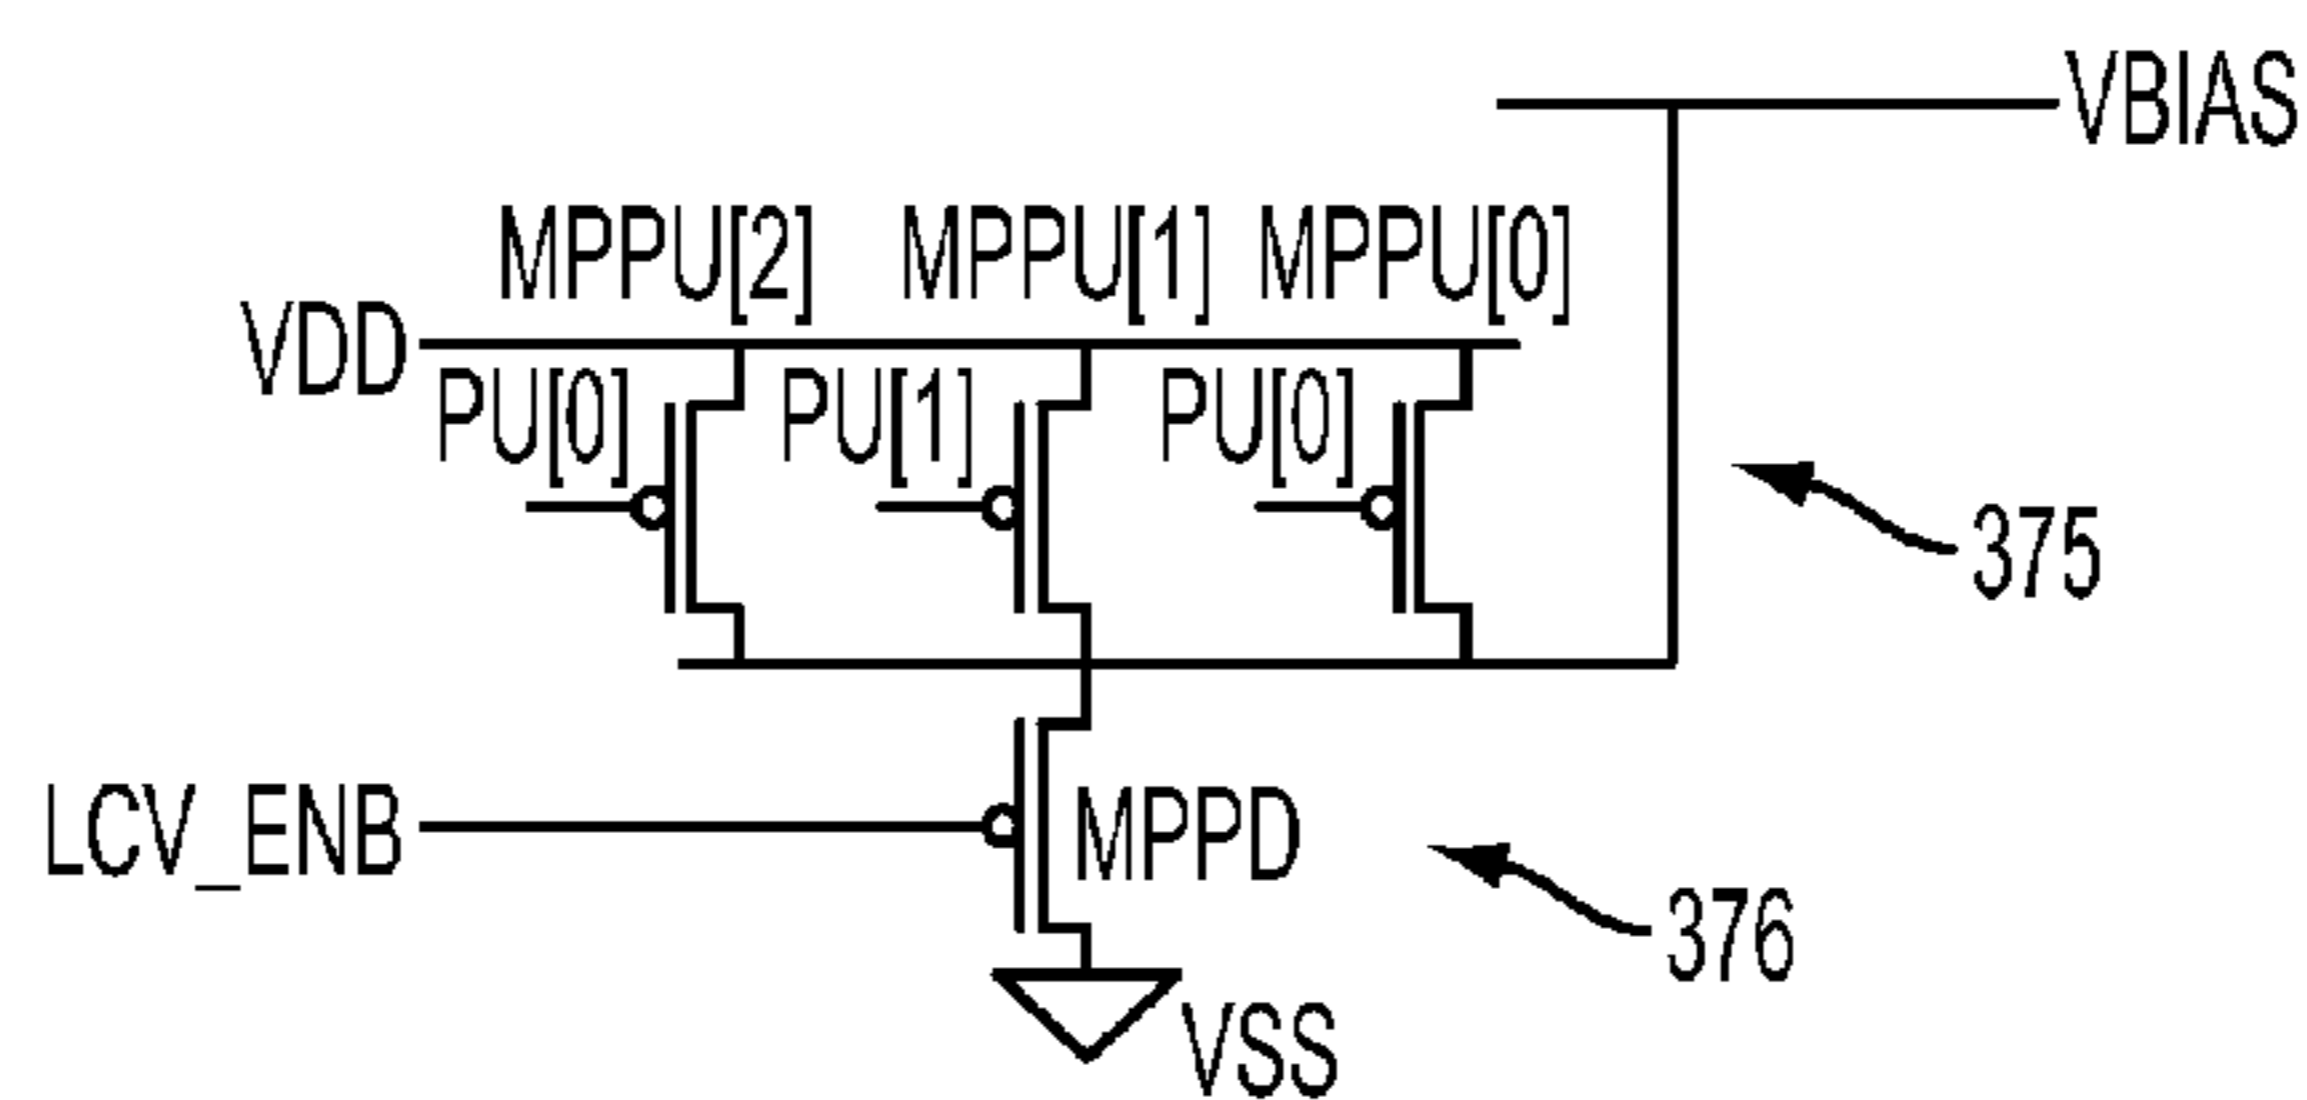 VBIAS
MPPU[2] MPPU[1] MPPU[0]
VDD
PU[0] PU[1] PU[0]
375
LCV_ENB
MPPD
376
VSS